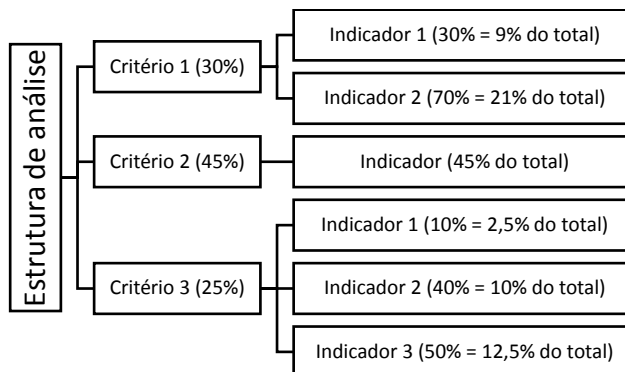 Estrutura de análise
Critério 1 (30%)
Indicador 1 (30% = 9% do total)
Indicador 2 (70% = 21% do total)
Critério 2 (45%)
Indicador (45% do total)
Critério 3 (25%)
Indicador 1 (10% = 2,5% do total)
Indicador 2 (40% = 10% do total)
Indicador 3 (50% = 12,5% do total)